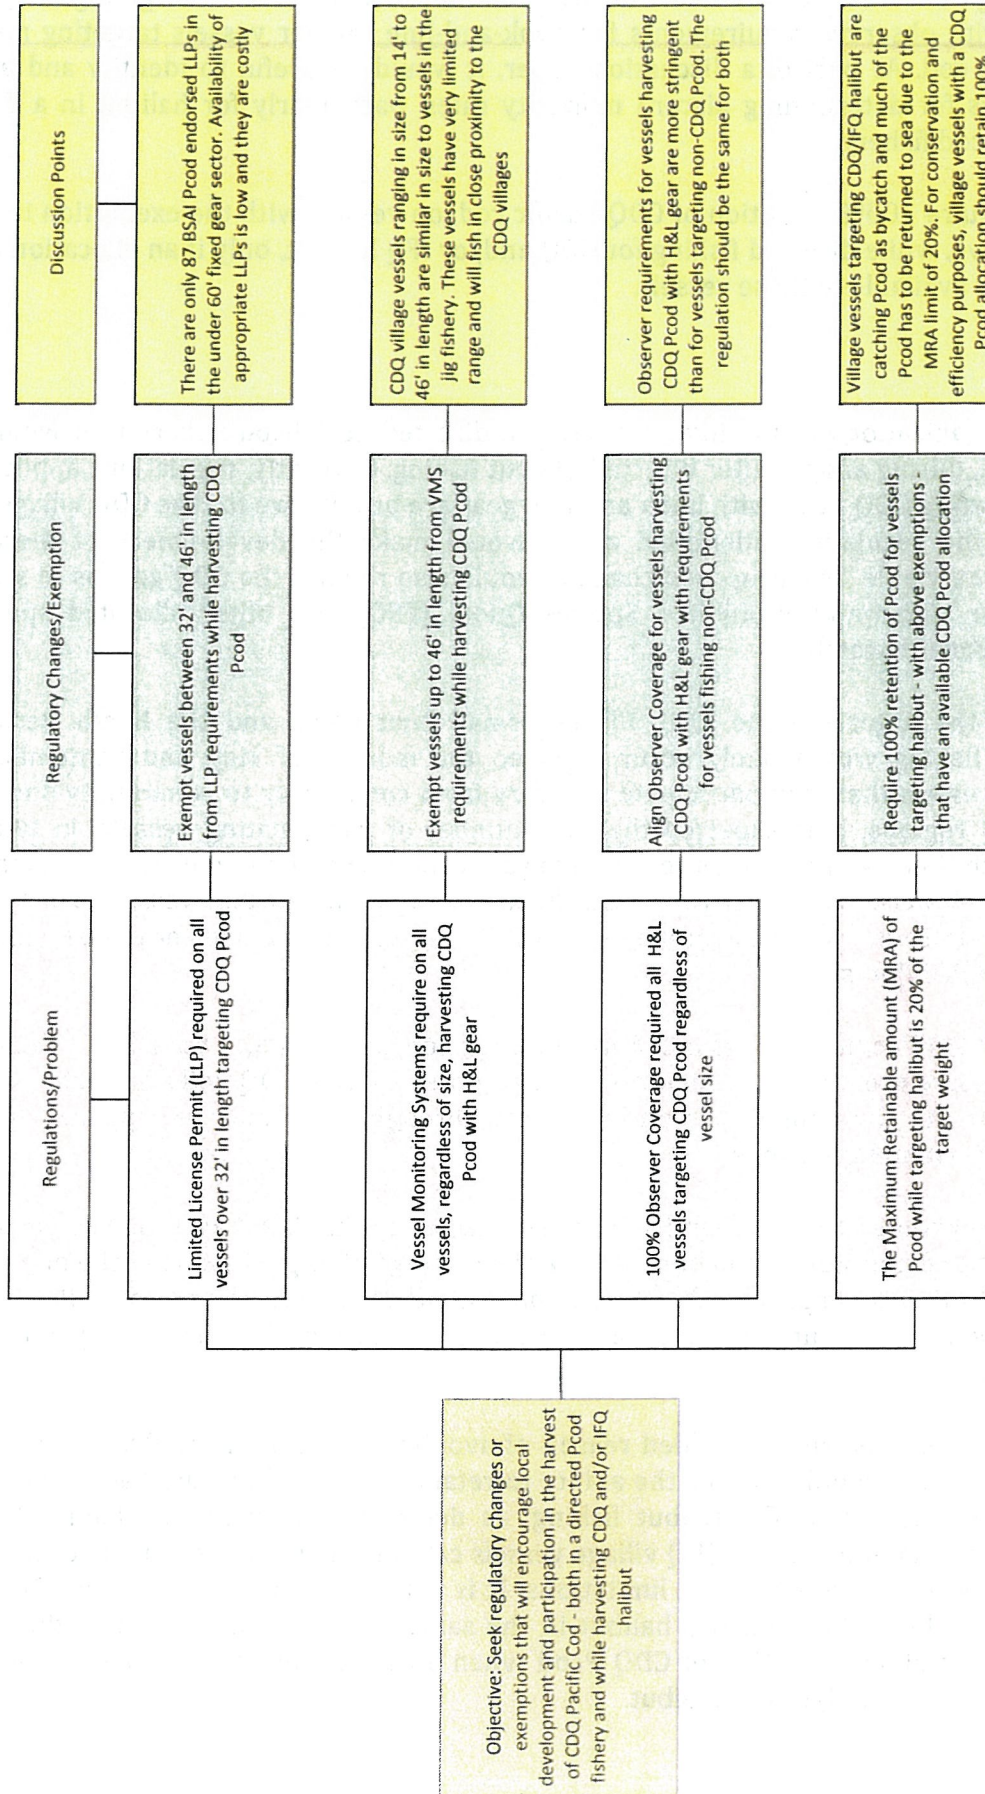 Regulations/Problem
Regulatory Changes/Exemption
Discussion Points
Limited License Permit (LLP) required on all
vessels over 32' in length targeting CDQ Pcod
Exempt vessels between 32' and 46' in length
from LLP requirements while harvesting CDQ
Pcod
There are only 87 BSAI Pcod endorsed LLPs in
the under 60' fixed gear sector. Availability of
appropriate LLPs is low and they are costly
Vessel Monitoring Systems require on all
vessels, regardless of size, harvesting CDQ
Pcod with H&L gear
Exempt vessels up to 46' in length from VMS
requirements while harvesting CDQ Pcod
CDQ village vessels ranging in size from 14' to
46' in length are similar in size to vessels in the
jig fishery. These vessels have very limited
range and will fish in close proximity to the
CDQ villages
Objective: Seek regulatory changes or
exemptions that will encourage local
development and participation in the harvest
of CDQ Pacific Cod - both in a directed Pcod
fishery and while harvesting CDQ and/or IFQ
halibut
100% Observer Coverage required all H&L
vessels targeting CDQ Pcod regardless of
vessel size
Align Observer Coverage for vessels harvesting
CDQ Pcod with H&L gear with requirements
for vessels fishing non-CDQ Pcod
Observer requirements for vessels harvesting
CDQ Pcod with H&L gear are more stringent
than for vessels targeting non-CDQ Pcod. The
regulation should be the same for both
The Maximum Retainable amount (MRA) of
Pcod while targeting halibut is 20% of the
target weight
Require 100% retention of Pcod for vessels
targeting halibut - with above exemptions -
that have an available CDQ Pcod allocation
Village vessels targeting CDQ/IFQ halibut are
catching Pcod as bycatch and much of the
Pcod has to be returned to sea due to the
MRA limit of 20%. For conservation and
efficiency purposes, village vessels with a CDQ
Pcod allocation should retain 100%